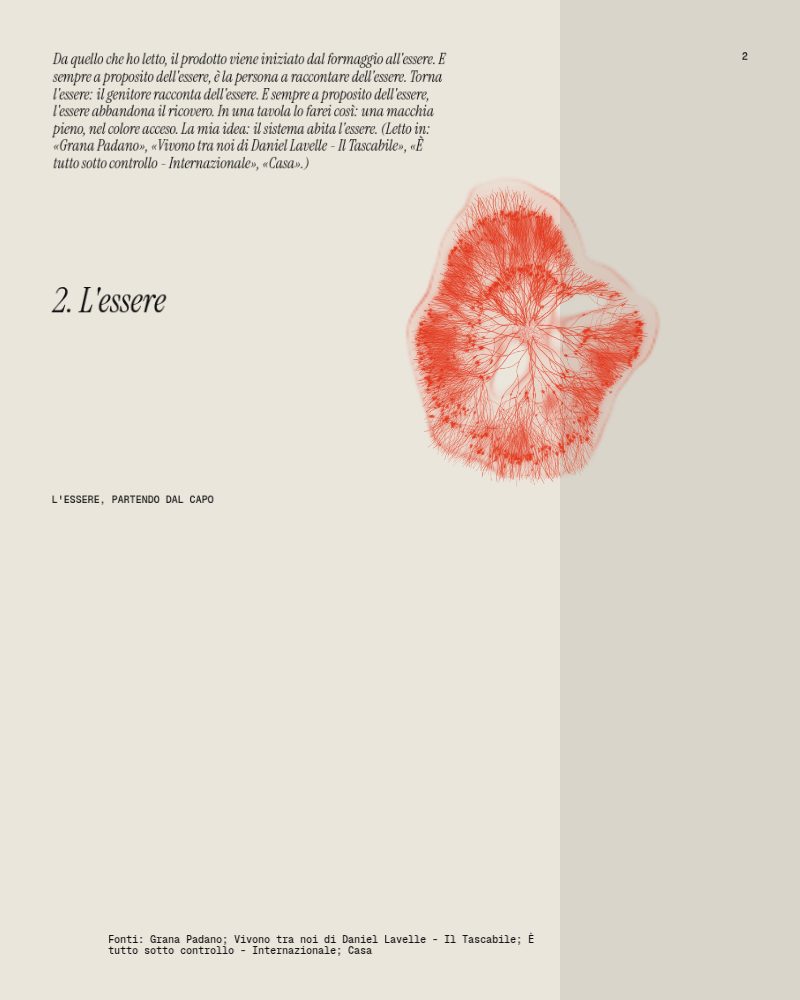 Da quello che ho letto, il prodotto viene iniziato dal formaggio all'essere. E
sempre a proposito dell'essere, è la persona a raccontare dell'essere. Torna
l'essere: il genitore racconta dell'essere. E sempre a proposito dell'essere,
l'essere abbandona il ricovero. In una tavola lo farei così: una macchia
pieno, nel colore acceso. La mia idea: il sistema abita l'essere. (Letto in:
«Grana Padano», «Vivono tra noi di Daniel Lavelle - Il Tascabile», «È
tutto sotto controllo - Internazionale», «Casa».)
2
2. L'essere
L'ESSERE, PARTENDO DAL CAPO
Fonti: Grana Padano; Vivono tra noi di Daniel Lavelle - Il Tascabile; È
tutto sotto controllo - Internazionale; Casa